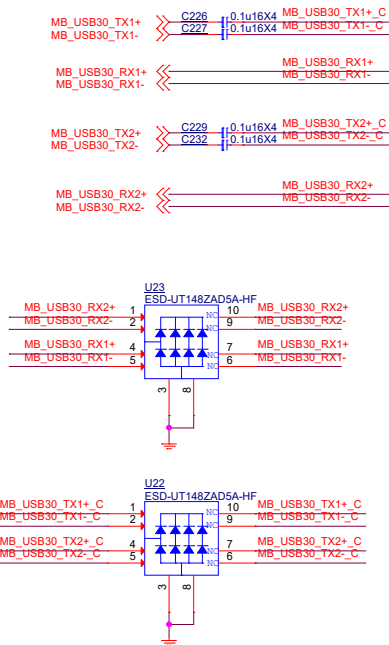 MB_USB30_TX1+ C226 0.1u16X4 MB_USB30_TX1+_C
MB_USB30_TX1- C227 MB_USB30_TX1-_C
MB_USB30_RX1+ MB_USB30_RX1+
MB_USB30_RX1- MB_USB30_RX1-
MB_USB30_TX2+ C229 0.1u16X4 MB_USB30_TX2+_C
MB_USB30_TX2- C232 0.1u16X4 MB_USB30_TX2-_C
MB_USB30_RX2+ MB_USB30_RX2+
MB_USB30_RX2- MB_USB30_RX2-
U23
ESD-UT148ZAD5A-HF
MB_USB30_RX2+ 1 NC 10 MB_USB30_RX2+
MB_USB30_RX2- 2 9 MB_USB30_RX2-
MB_USB30_RX1+ 4 NC 7 MB_USB30_RX1+
MB_USB30_RX1- 5 NC 6 MB_USB30_RX1-
3 8
U22
ESD-UT148ZAD5A-HF
MB_USB30_TX1+_C 1 NC 10 MB_USB30_TX1+_C
MB_USB30_TX1-_C 2 9 MB_USB30_TX1-_C
MB_USB30_TX2+_C 4 NC 7 MB_USB30_TX2+_C
MB_USB30_TX2-_C 5 NC 6 MB_USB30_TX2-_C
3 8